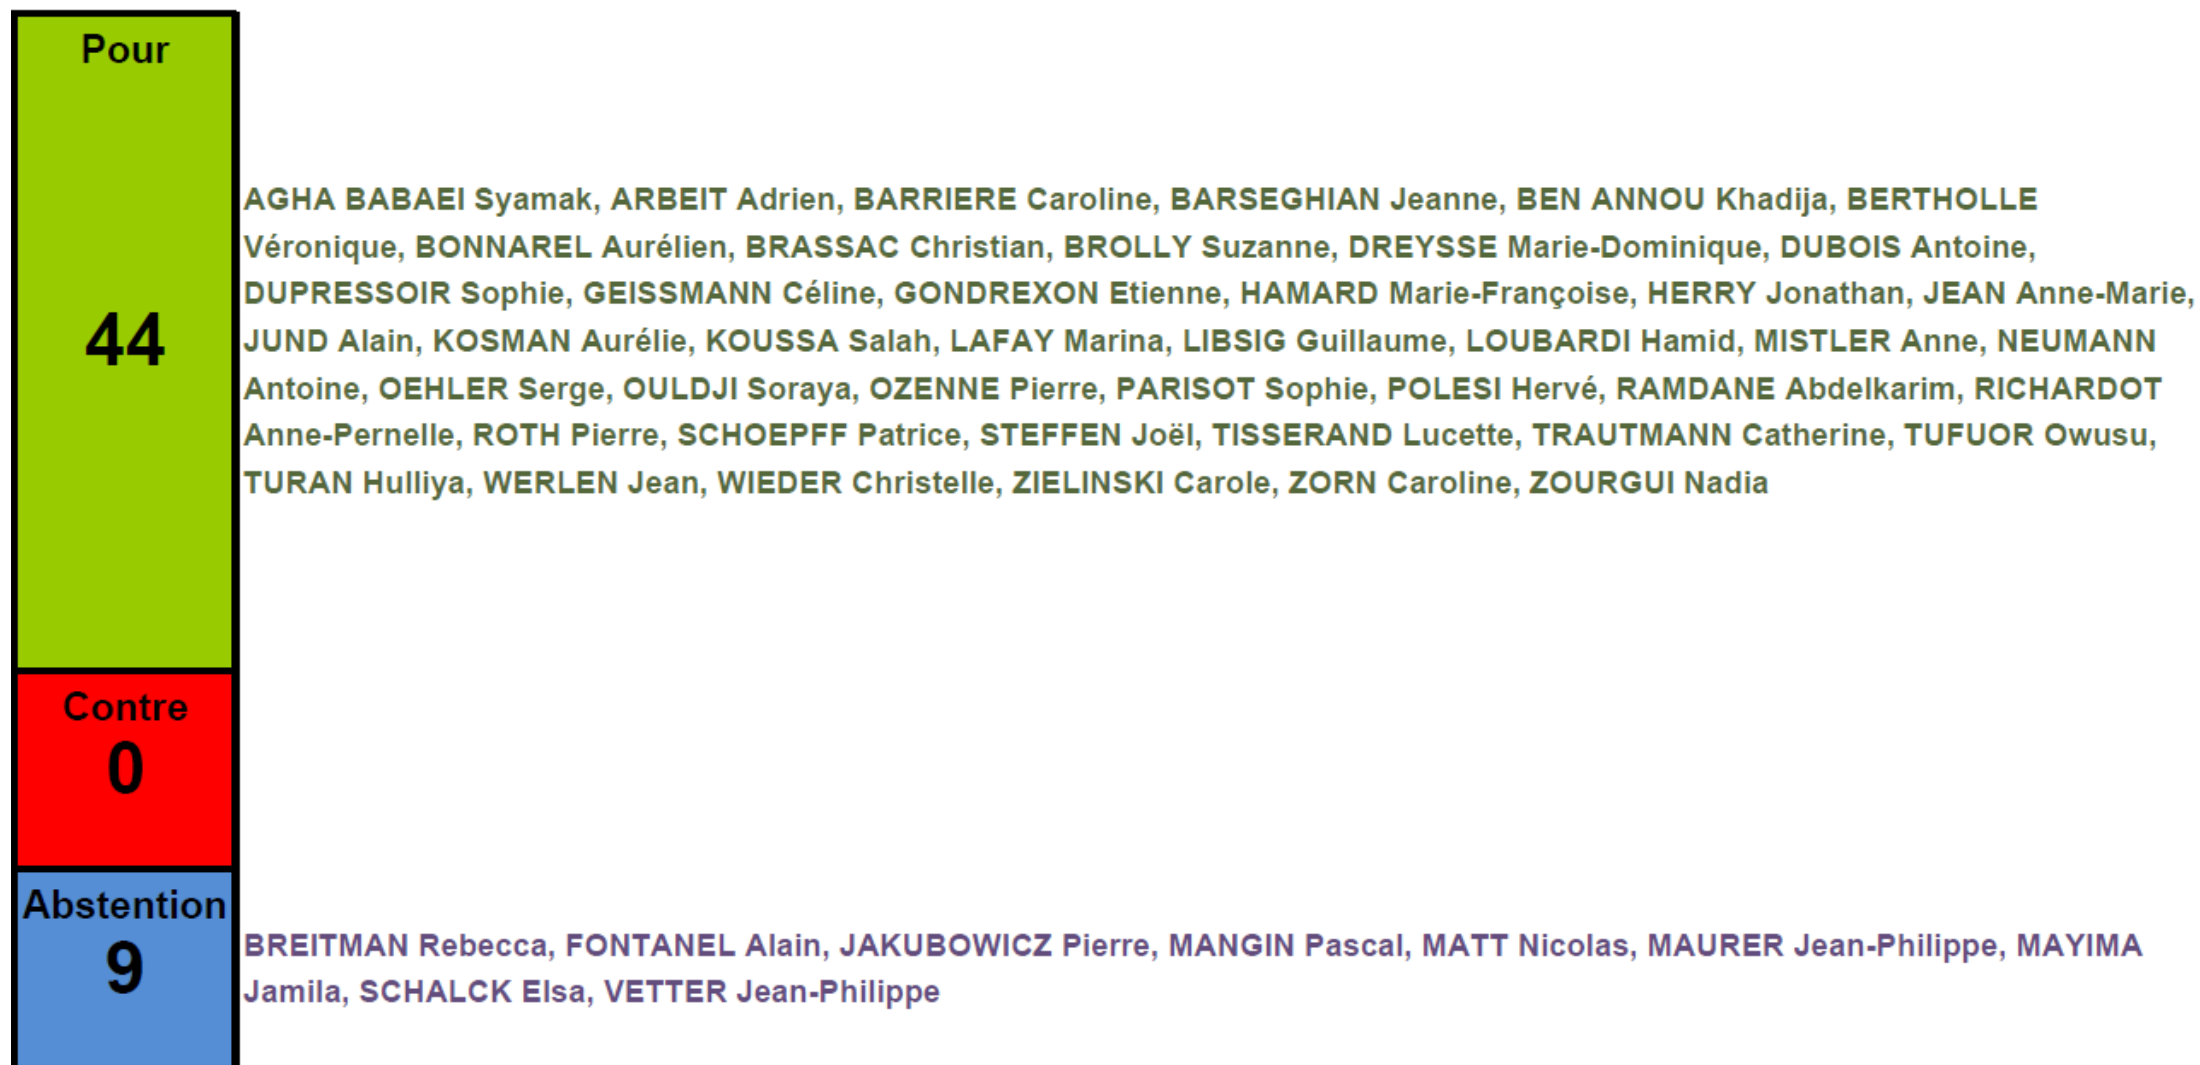 Pour
AGHA BABAEI Syamak, ARBEIT Adrien, BARRIERE Caroline, BARSEGHIAN Jeanne, BEN ANNOU Khadija, BERTHOLLE
Véronique, BONNAREL Aurélien, BRASSAC Christian, BROLLY Suzanne, DREYSSE Marie-Dominique, DUBOIS Antoine,
DUPRESSOIR Sophie, GEISSMANN Céline, GONDREXON Etienne, HAMARD Marie-Françoise, HERRY Jonathan, JEAN Anne-Marie,
44
JUND Alain, KOSMAN Aurélie, KOUSSA Salah, LAFAY Marina, LIBSIG Guillaume, LOUBARDI Hamid, MISTLER Anne, NEUMANN
Antoine, OEHLER Serge, OULDJI Soraya, OZENNE Pierre, PARISOT Sophie, POLESI Hervé, RAMDANE Abdelkarim, RICHARDOT
Anne-Pernelle, ROTH Pierre, SCHOEPFF Patrice, STEFFEN Joël, TISSERAND Lucette, TRAUTMANN Catherine, TUFUOR Owusu,
TURAN Hulliya, WERLEN Jean, WIEDER Christelle, ZIELINSKI Carole, ZORN Caroline, ZOURGUI Nadia
Contre
0
Abstention
9
BREITMAN Rebecca, FONTANEL Alain, JAKUBOWICZ Pierre, MANGIN Pascal, MATT Nicolas, MAURER Jean-Philippe, MAYIMA
Jamila, SCHALCK Elsa, VETTER Jean-Philippe